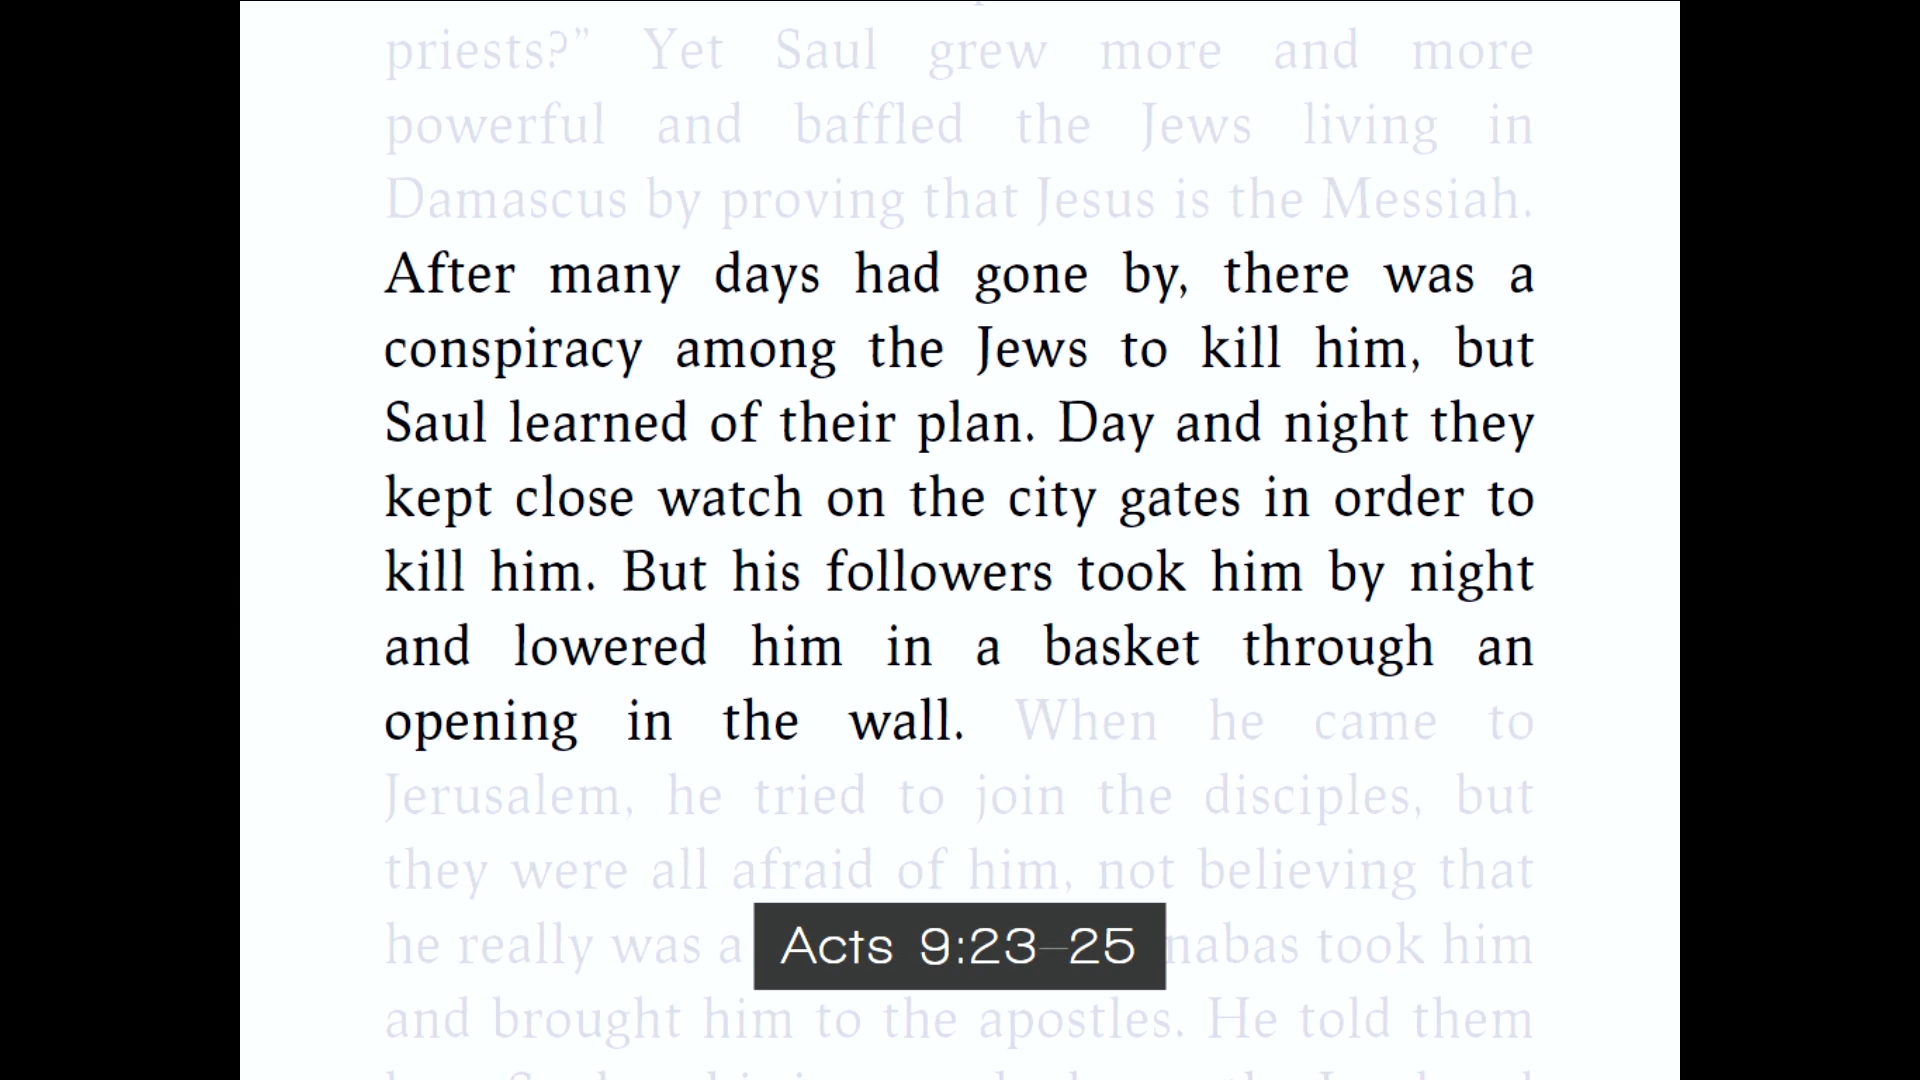 priests?” Yet Saul grew more and more
powerful and baffled the Jews living in
Damascus by proving that Jesus is the Messiah.
After many days had gone by, there was a
conspiracy among the Jews to kill him, but
Saul learned of their plan. Day and night they
kept close watch on the city gates in order to
kill him. But his followers took him by night
and lowered him in a basket through an
opening in the wall. When he came to
Jerusalem, he tried to join the disciples, but
they were all afraid of him, not believing that
he really was a nabas took him
Acts 9:23–25
and brought him to the apostles. He told them